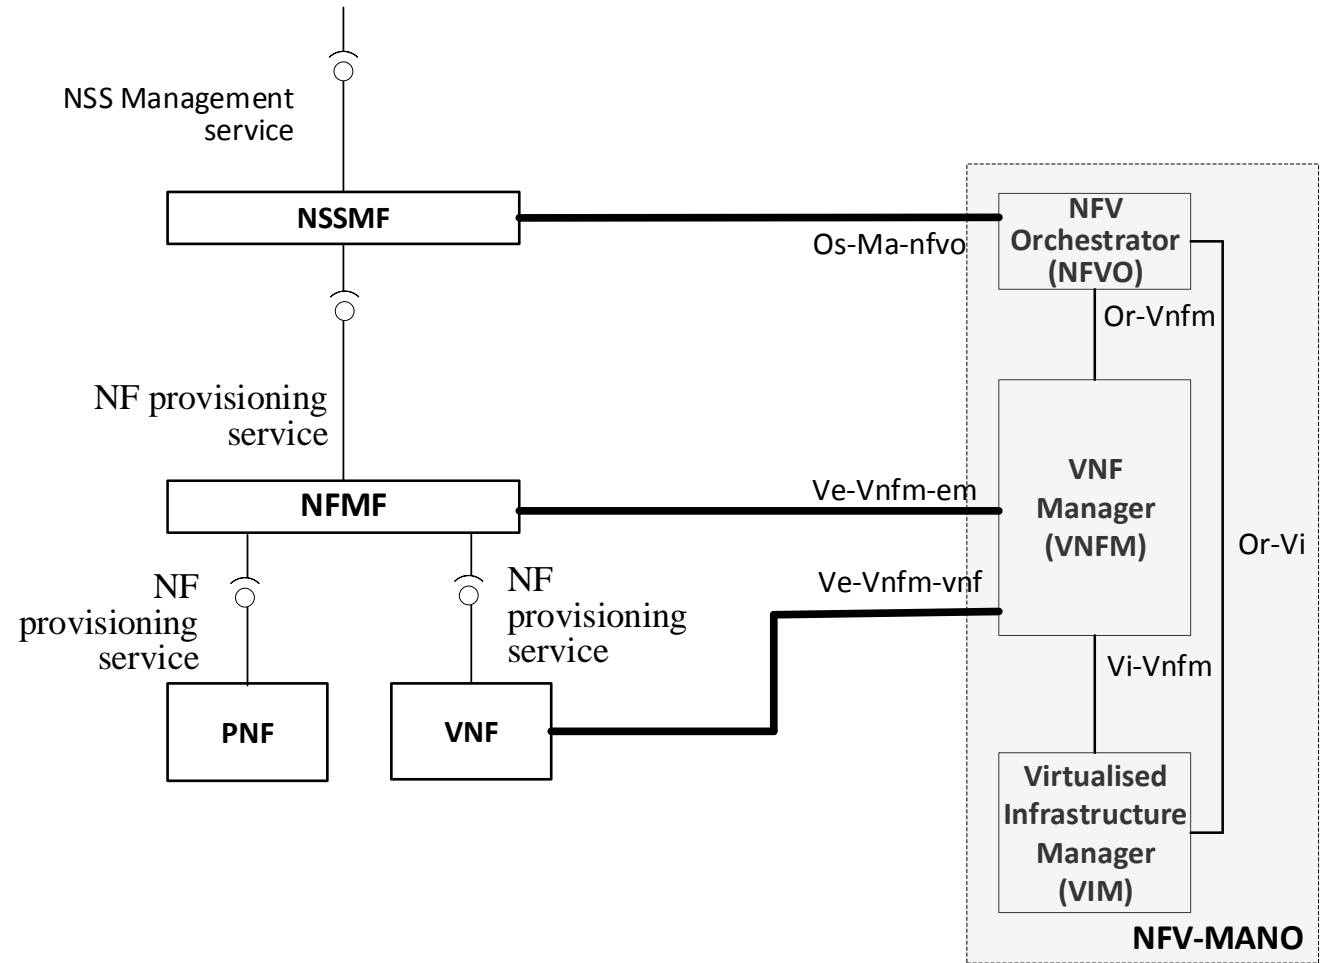 NSS Management
service
NSSMF
Os-Ma-nfvo
NFV
Orchestrator
(NFVO)
Or-Vnfm
NF provisioning
service
NFMF
Ve-Vnfm-em
VNF
Manager
(VNFM)
Or-Vi
NF
provisioning
service
NF
provisioning
service
Ve-Vnfm-vnf
Vi-Vnfm
PNF
VNF
Virtualised
Infrastructure
Manager
(VIM)
NFV-MANO